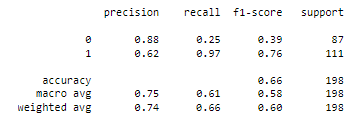 precision recall f1-score support
0 0.88 0.25 0.39 87
1 0.62 0.97 0.76 111
accuracy 0.66 198
macro avg 0.75 0.61 0.58 198
weighted avg 0.74 0.66 0.60 198